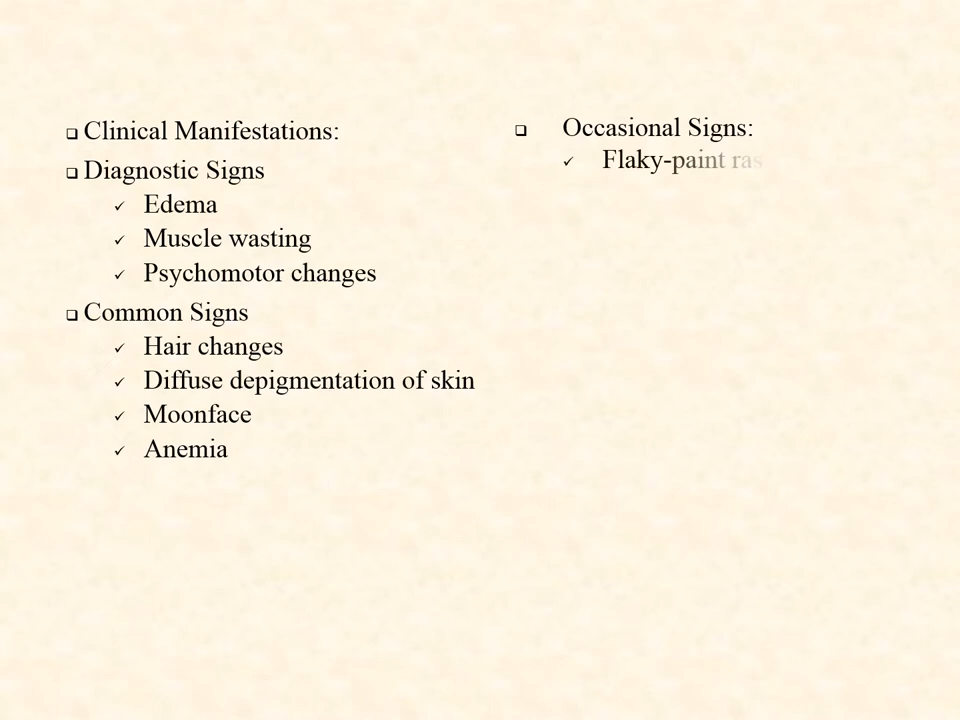 Clinical Manifestations:
Diagnostic Signs
Edema
Muscle wasting
Psychomotor changes
Common Signs
Hair changes
Diffuse depigmentation of skin
Moonface
Anemia
Occasional Signs:
Flaky-paint ras